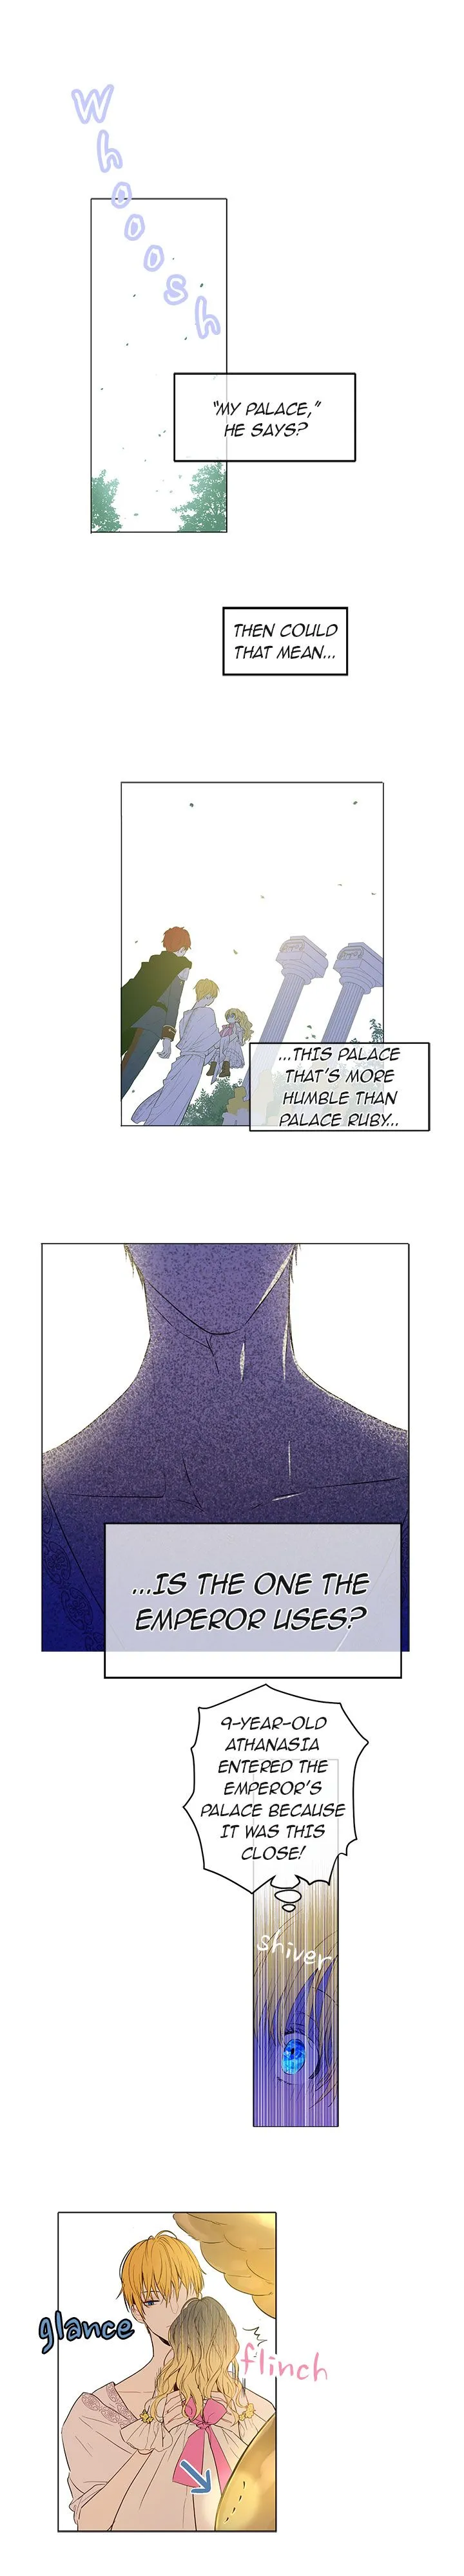 Whooosh
"MY PALACE,"
HE SAYS?
THEN COULD
THAT MEAN...
...THIS PALACE
THAT'S MORE
HUMBLE THAN
PALACE RUBY...
...IS THE ONE THE
EMPEROR USES?
9-YEAR-OLD
ATHANASIA
ENTERED THE
EMPEROR'S
PALACE BECAUSE
IT WAS THIS
CLOSE!
shiver
glance
flinch